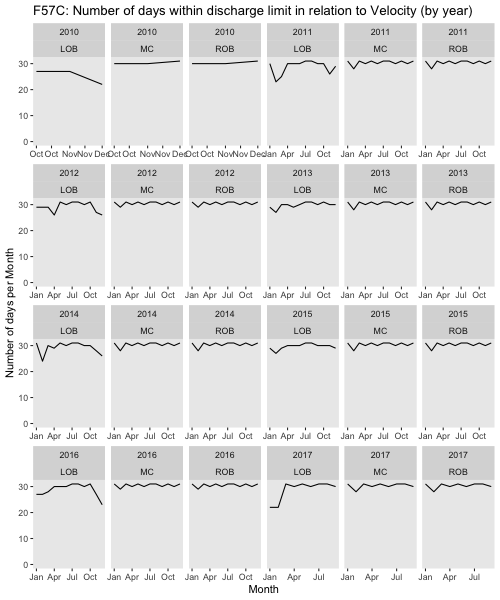 F57C: Number of days within discharge limit in relation to Velocity (by year)
2010 2010 2010 2011 2011 2011
LOB MC ROB LOB MC ROB
30
20
10
0
Oct Oct Nov Nov Dec Oct Oct Nov Nov Dec Oct Oct Nov Nov Dec Jan Apr Jul Oct Jan Apr Jul Oct Jan Apr Jul Oct
2012 2012 2012 2013 2013 2013
LOB MC ROB LOB MC ROB
30
20
10
0
Jan Apr Jul Oct Jan Apr Jul Oct Jan Apr Jul Oct Jan Apr Jul Oct Jan Apr Jul Oct Jan Apr Jul Oct
Number of days per Month
2014 2014 2014 2015 2015 2015
LOB MC ROB LOB MC ROB
30
20
10
0
Jan Apr Jul Oct Jan Apr Jul Oct Jan Apr Jul Oct Jan Apr Jul Oct Jan Apr Jul Oct Jan Apr Jul Oct
2016 2016 2016 2017 2017 2017
LOB MC ROB LOB MC ROB
30
20
10
0
Jan Apr Jul Oct Jan Apr Jul Oct Jan Apr Jul Oct Jan Apr Jul Jan Apr Jul Jan Apr Jul
Month